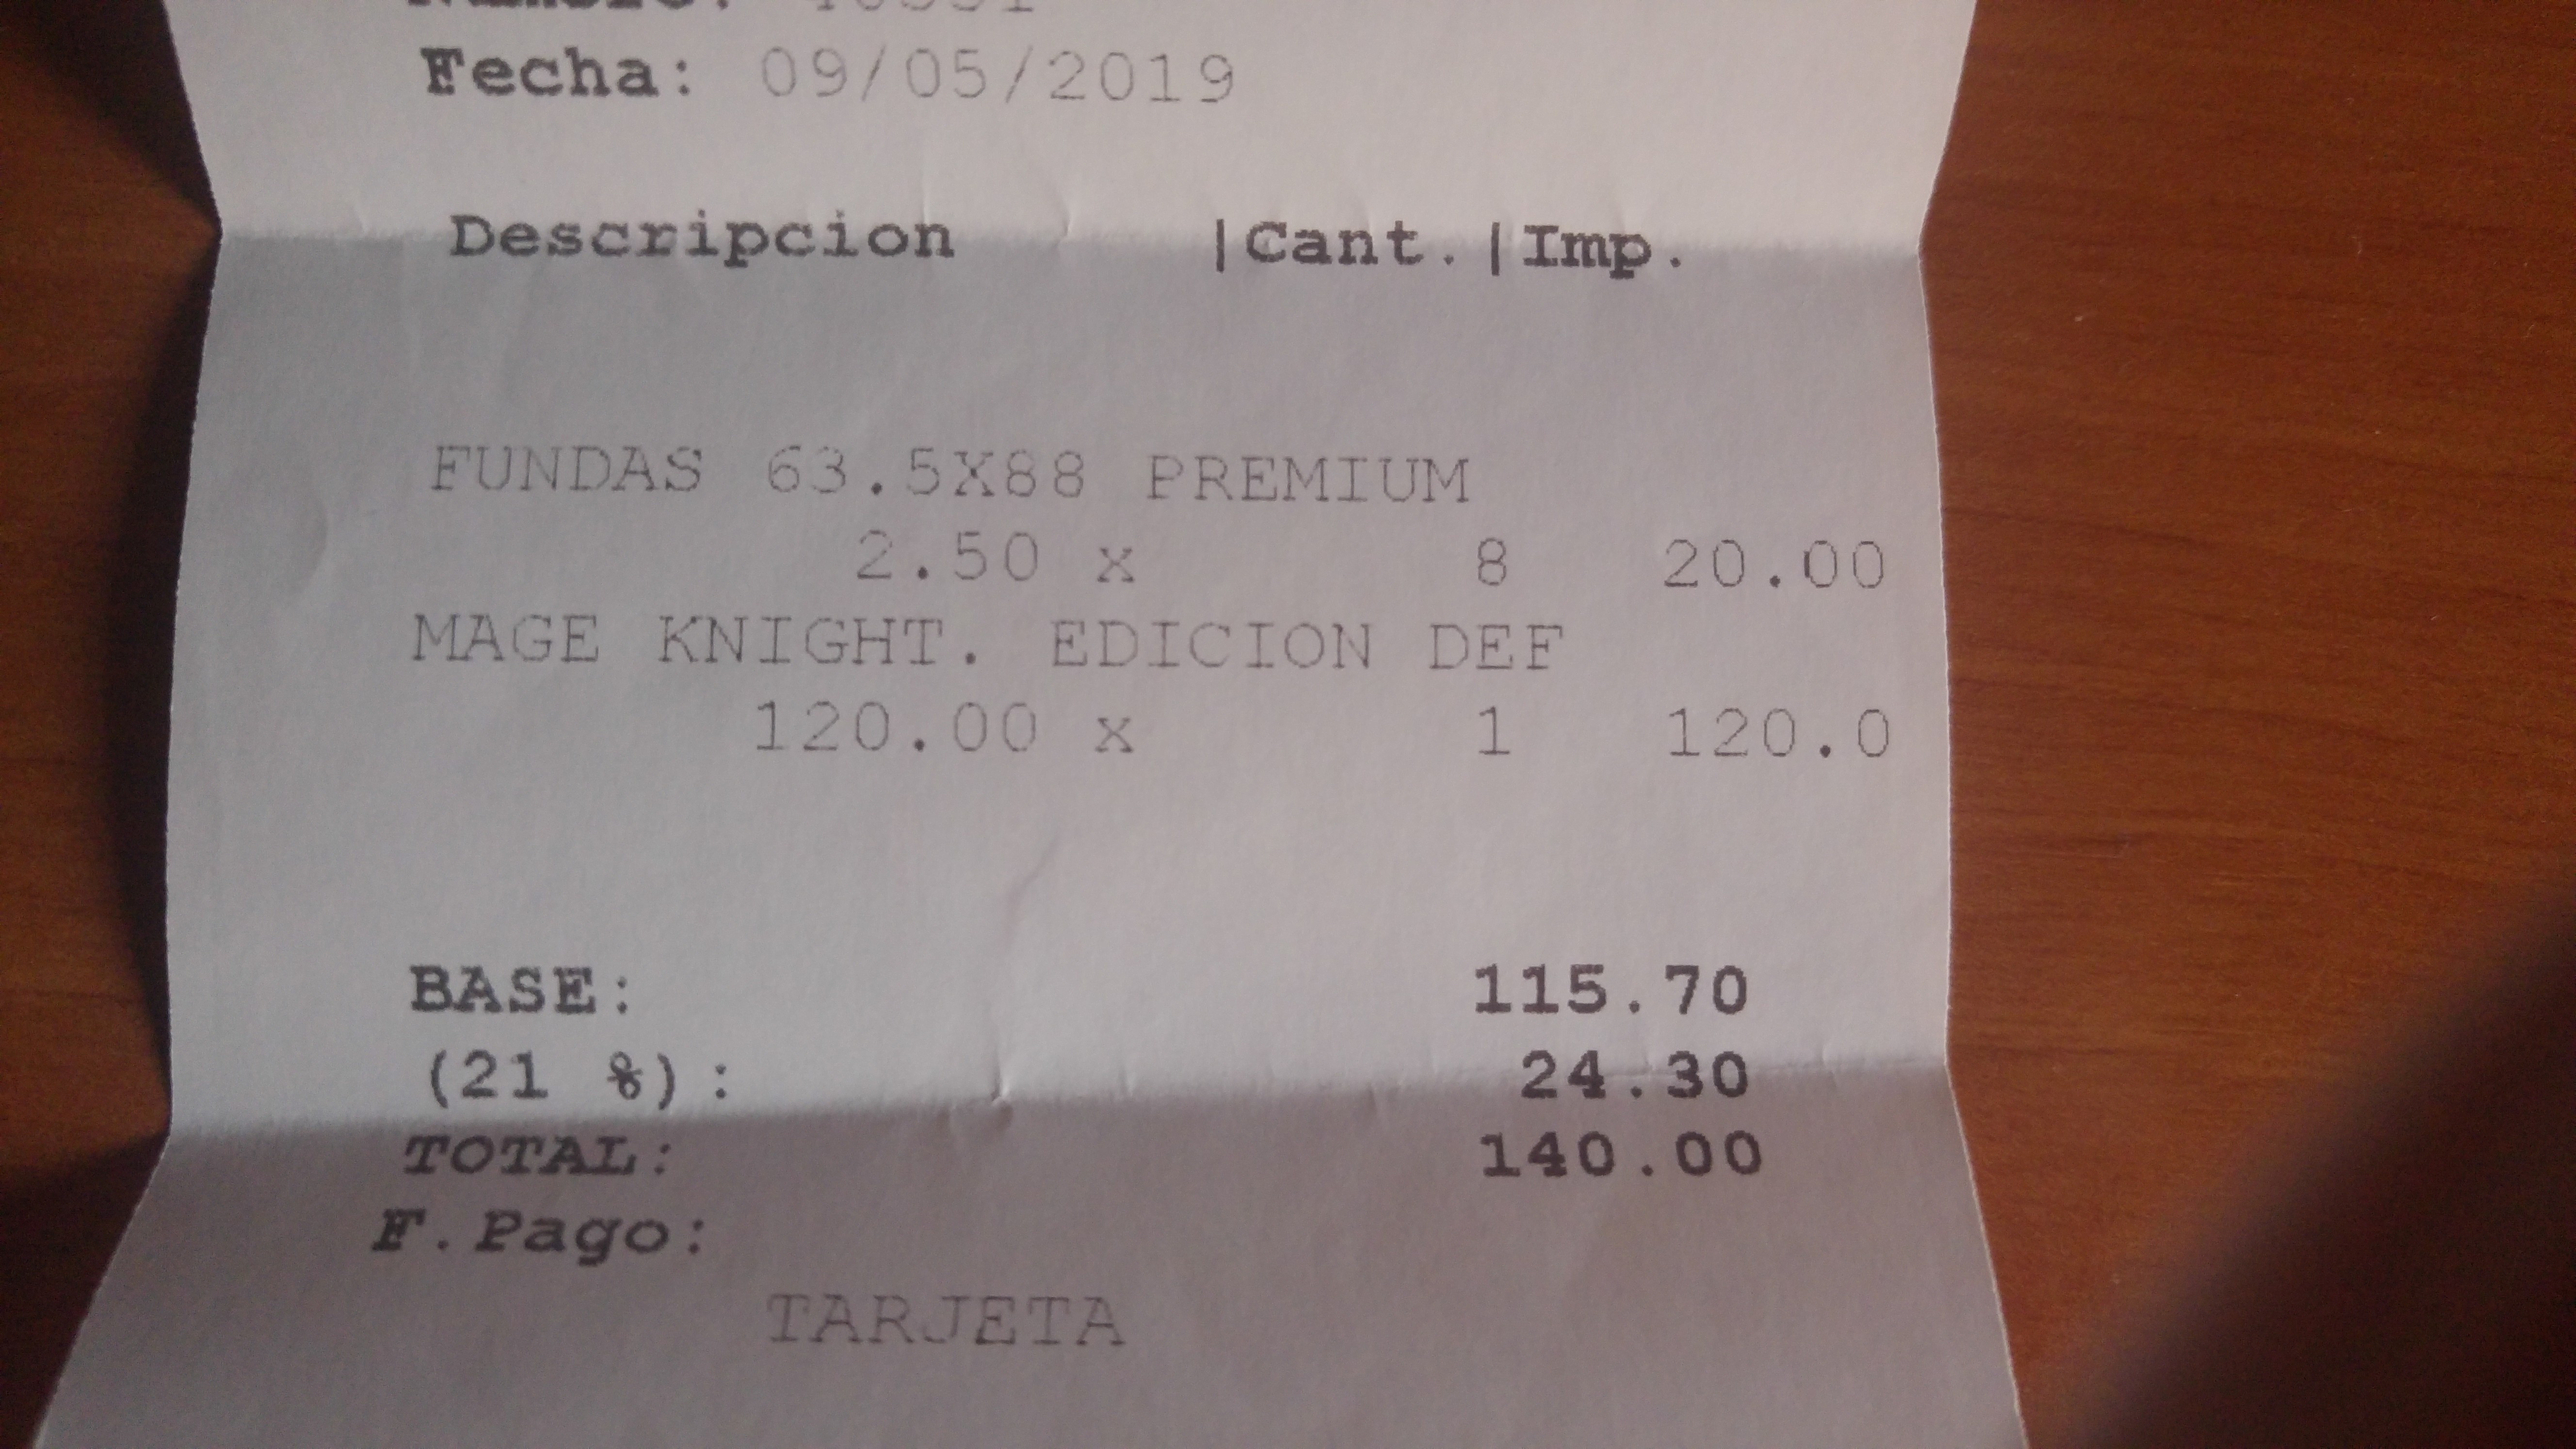 Fecha: 09/05/2019
Descripcion |Cant.|Imp.
FUNDAS 63.5X88 PREMIUM
2.50 x 8 20.00
MAGE KNIGHT. EDICION DEF
120.00 x 1 120.0
BASE: 115.70
(21 %): 24.30
TOTAL: 140.00
F.Pago:
TARJETA